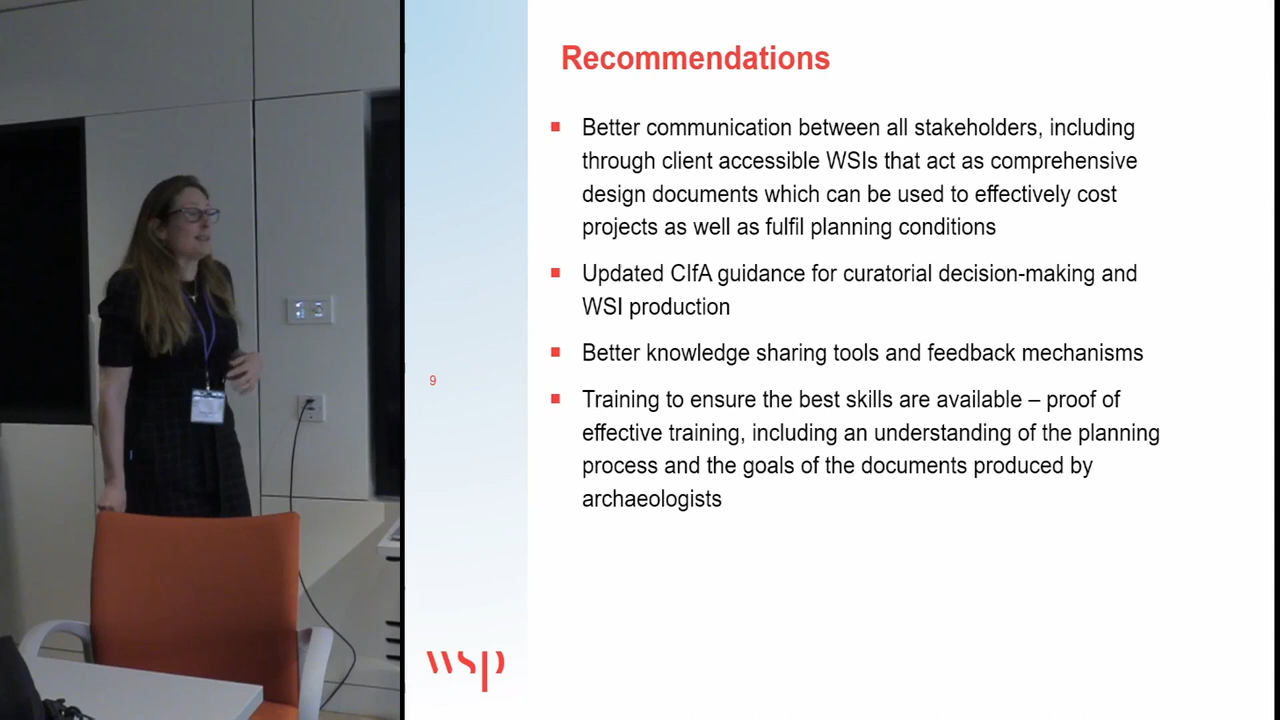 Recommendations
Better communication between all stakeholders, including
through client accessible WSIs that act as comprehensive
design documents which can be used to effectively cost
projects as well as fulfil planning conditions
Updated CIfA guidance for curatorial decision-making and
WSI production
Better knowledge sharing tools and feedback mechanisms
Training to ensure the best skills are available – proof of
effective training, including an understanding of the planning
process and the goals of the documents produced by
archaeologists
9
wsp